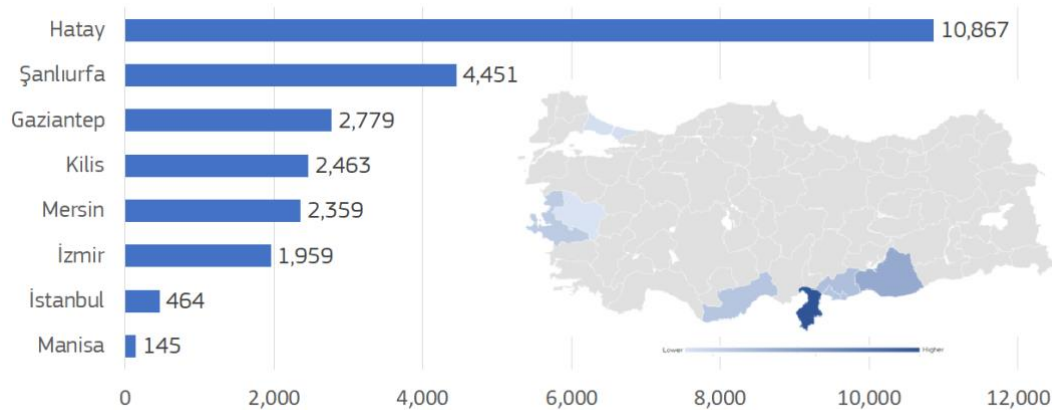 Hatay 10,867
Şanlıurfa 4,451
Gaziantep 2,779
Kilis 2,463
Mersin 2,359
İzmir 1,959
İstanbul 464
Manisa 145
Lower Higher
0 2,000 4,000 6,000 8,000 10,000 12,000